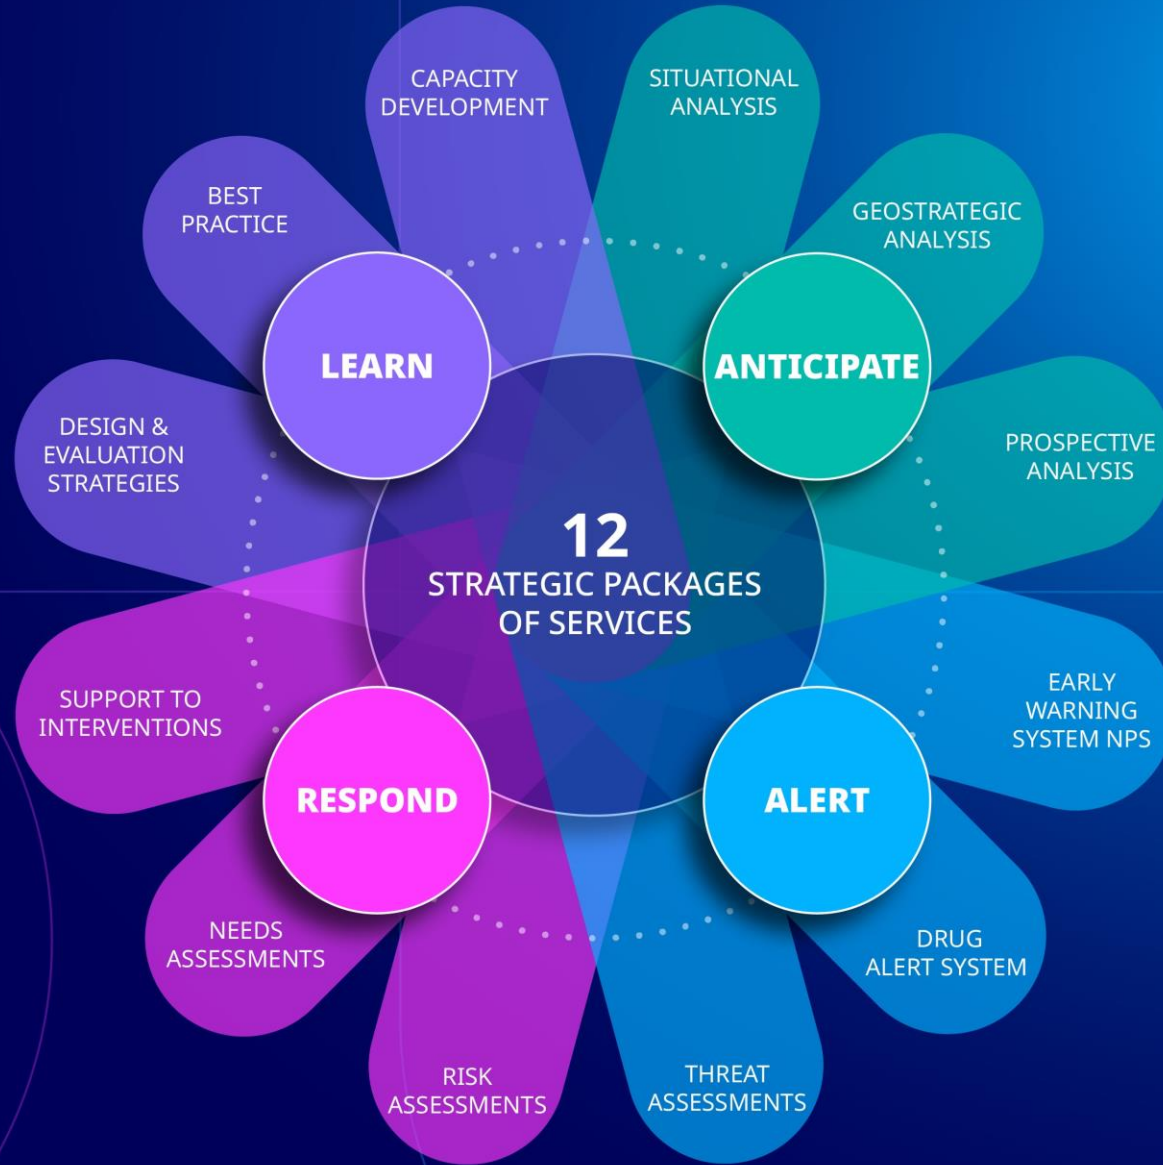 CAPACITY
DEVELOPMENT
SITUATIONAL
ANALYSIS
BEST
PRACTICE
GEOSTRATEGIC
ANALYSIS
LEARN
ANTICIPATE
DESIGN &
EVALUATION
STRATEGIES
PROSPECTIVE
ANALYSIS
12
STRATEGIC PACKAGES
OF SERVICES
SUPPORT TO
INTERVENTIONS
EARLY
WARNING
SYSTEM NPS
RESPOND
ALERT
NEEDS
ASSESSMENTS
DRUG
ALERT SYSTEM
RISK
ASSESSMENTS
THREAT
ASSESSMENTS